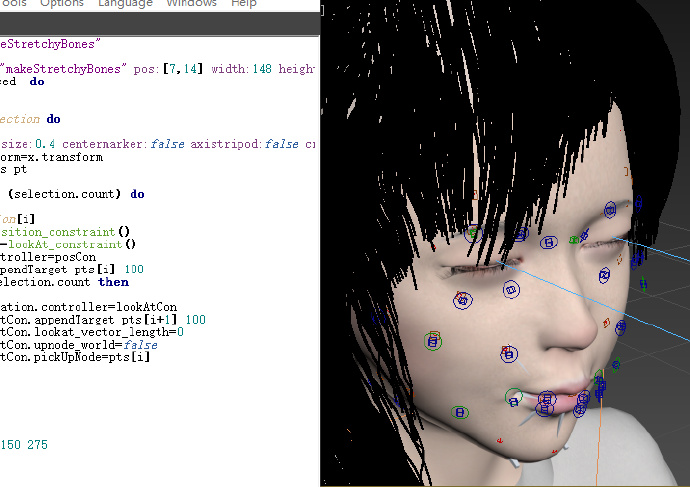 ools Options Language Windows Help
eStretchyBones"
"makeStretchyBones" pos:[7,14] width:148 heigh
sed do
ection do
size:0.4 centermarker:false axistripod:false cr
orm=x.transform
s pt
(selection.count) do
on[i]
sition_constraint()
=lookAt_constraint()
troller=posCon
pendTarget pts[i] 100
election.count then
ation.controller=lookAtCon
tCon.appendTarget pts[i+1] 100
tCon.lookat_vector_length=0
tCon.upnode_world=false
tCon.pickUpNode=pts[i]
150 275